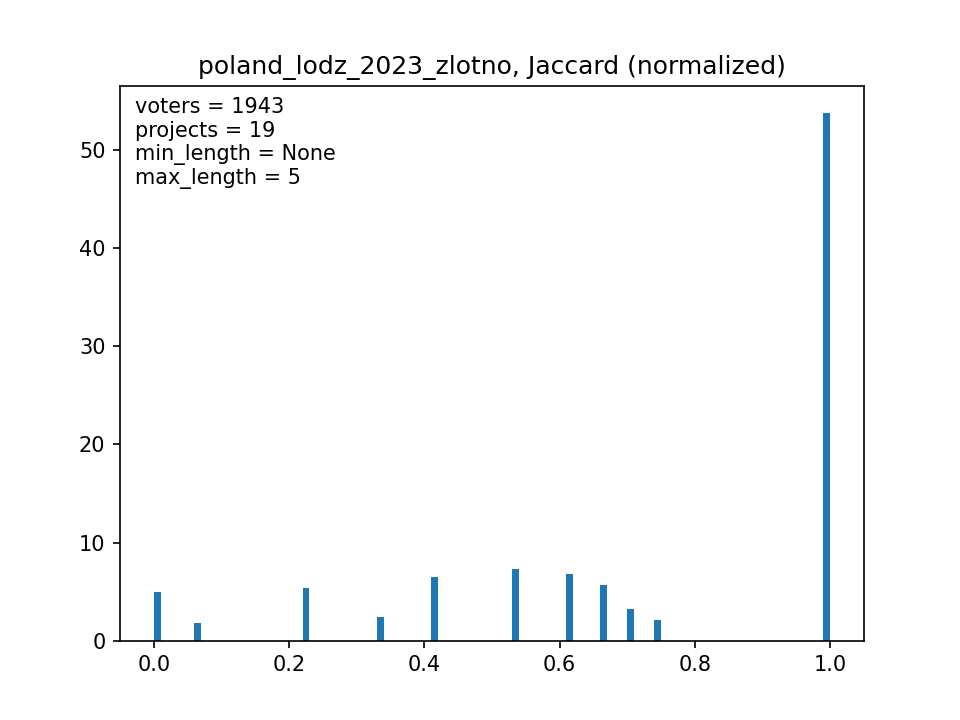 poland_lodz_2023_zlotno, Jaccard (normalized)
voters = 1943
projects = 19
min_length = None
max_length = 5
50
40
30
20
10
0
0.0 0.2 0.4 0.6 0.8 1.0